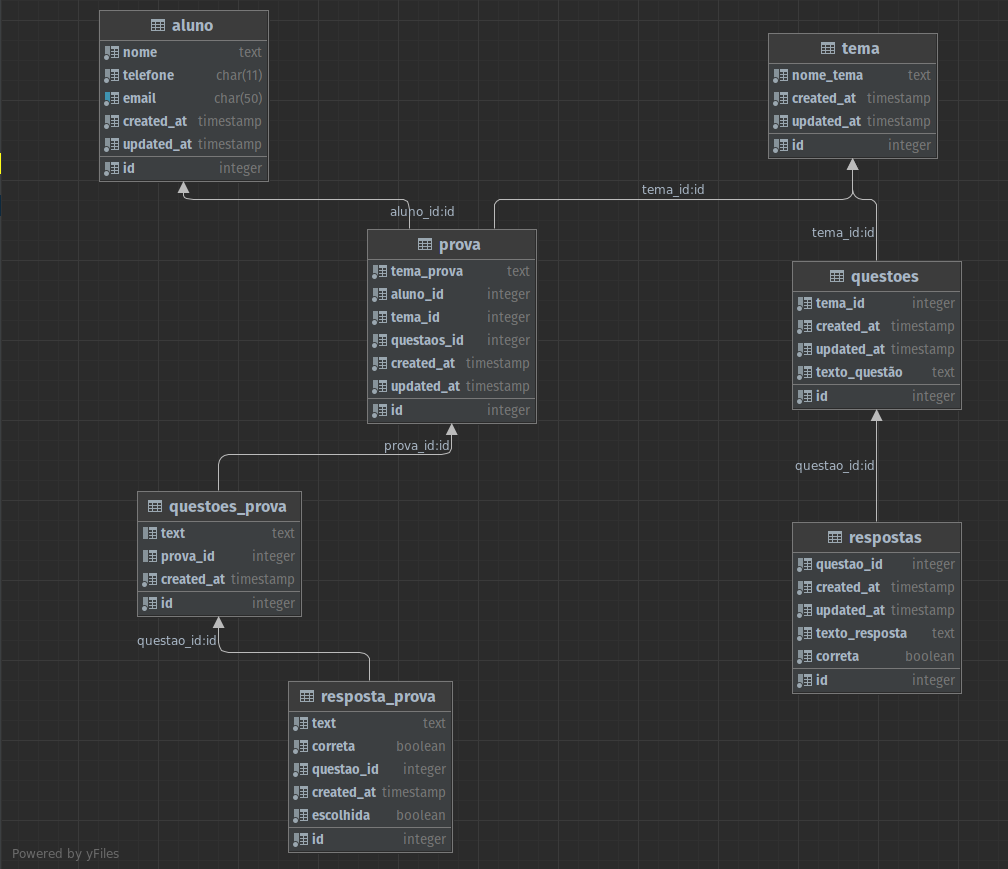 aluno
nome text
telefone char(11)
email char(50)
created_at timestamp
updated_at timestamp
id integer
tema
nome_tema text
created_at timestamp
updated_at timestamp
id integer
tema_id:id
aluno_id:id
tema_id:id
prova
tema_prova text
aluno_id integer
tema_id integer
questaos_id integer
created_at timestamp
updated_at timestamp
id integer
questoes
tema_id integer
created_at timestamp
updated_at timestamp
texto_questão text
id integer
prova_id:id
questao_id:id
questoes_prova
text text
prova_id integer
created_at timestamp
id integer
respostas
questao_id integer
created_at timestamp
updated_at timestamp
texto_resposta text
correta boolean
id integer
questao_id:id
resposta_prova
text text
correta boolean
questao_id integer
created_at timestamp
escolhida boolean
id integer
Powered by yFiles